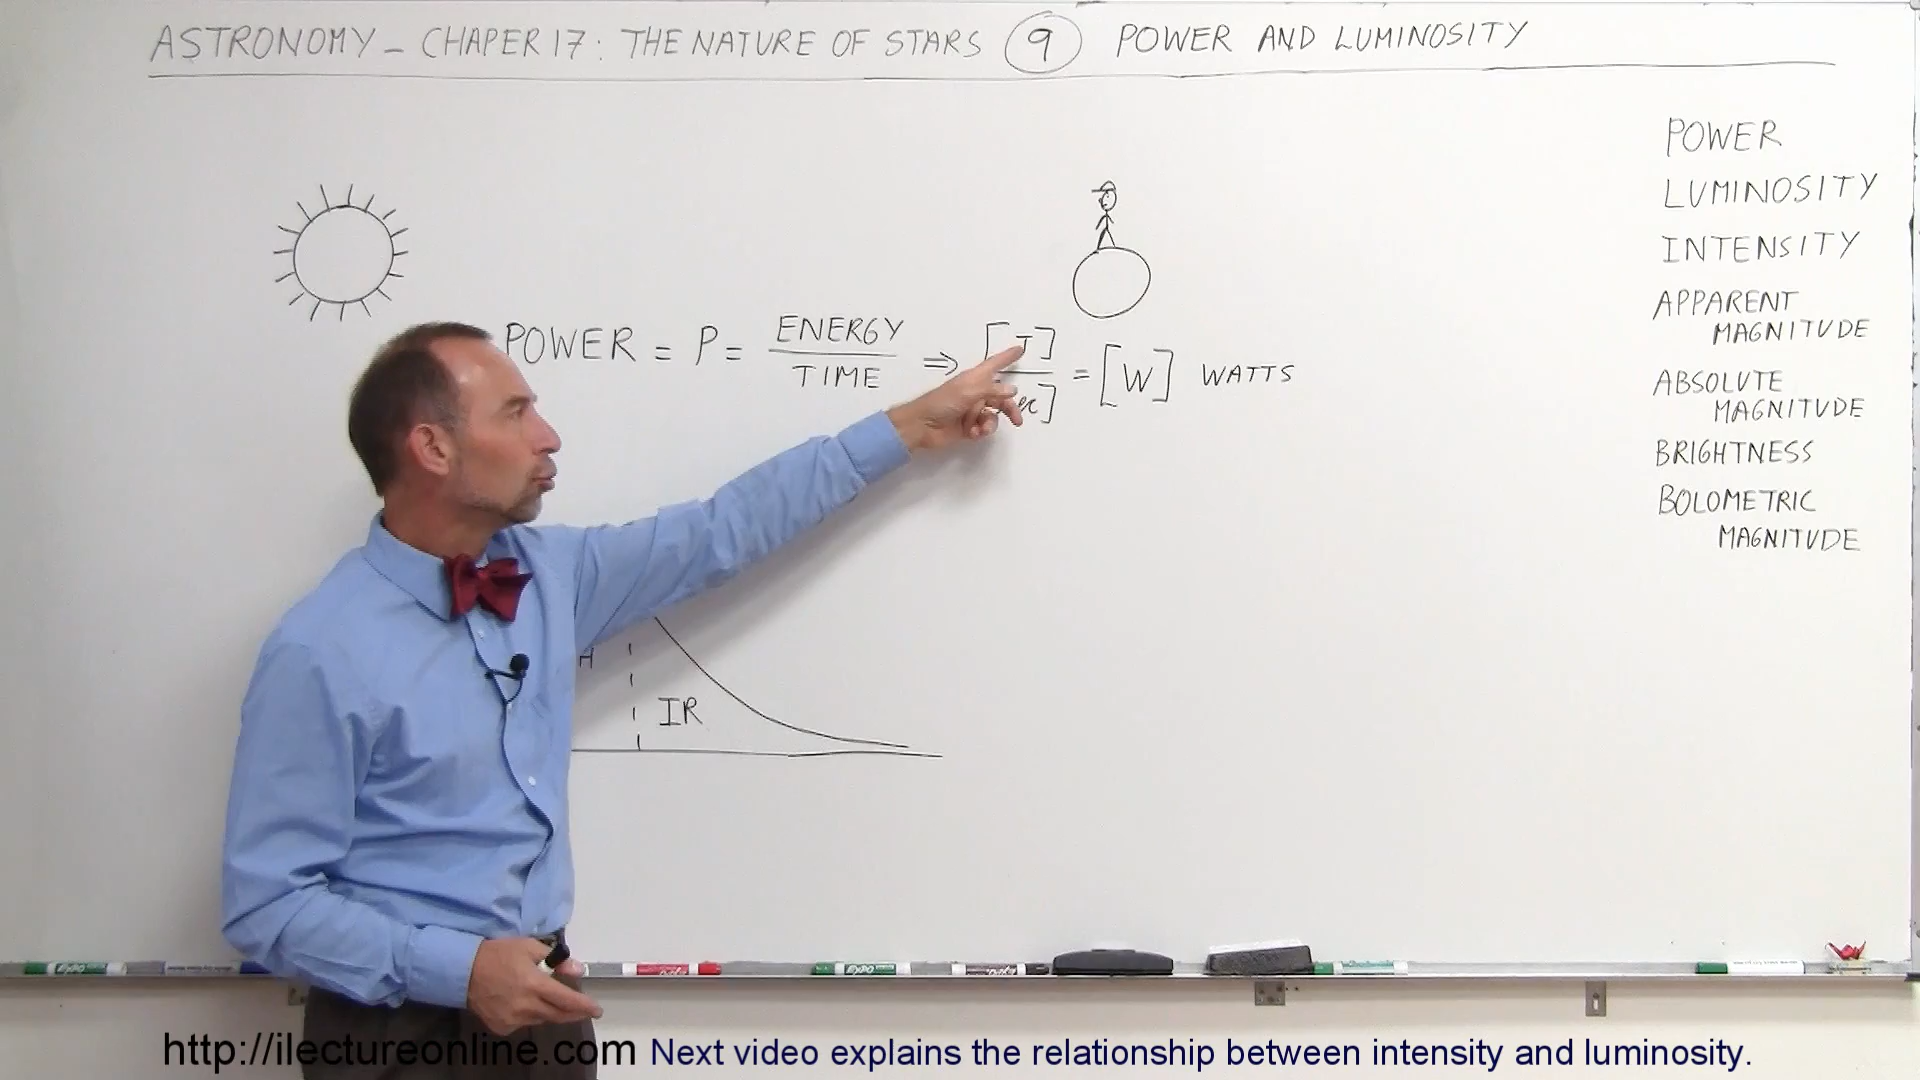 ASTRONOMY - CHAPER 17: THE NATURE OF STARS 9 POWER AND LUMINOSITY
POWER
LUMINOSITY
INTENSITY
APPARENT
MAGNITUDE
ABSOLUTE
MAGNITUDE
BRIGHTNESS
BOLOMETRIC
MAGNITUDE
POWER = P = ENERGY / TIME ⇒ [J] / = [W] WATTS
IR
EXPO
EXPO
http://ilectureonline.com Next video explains the relationship between intensity and luminosity.